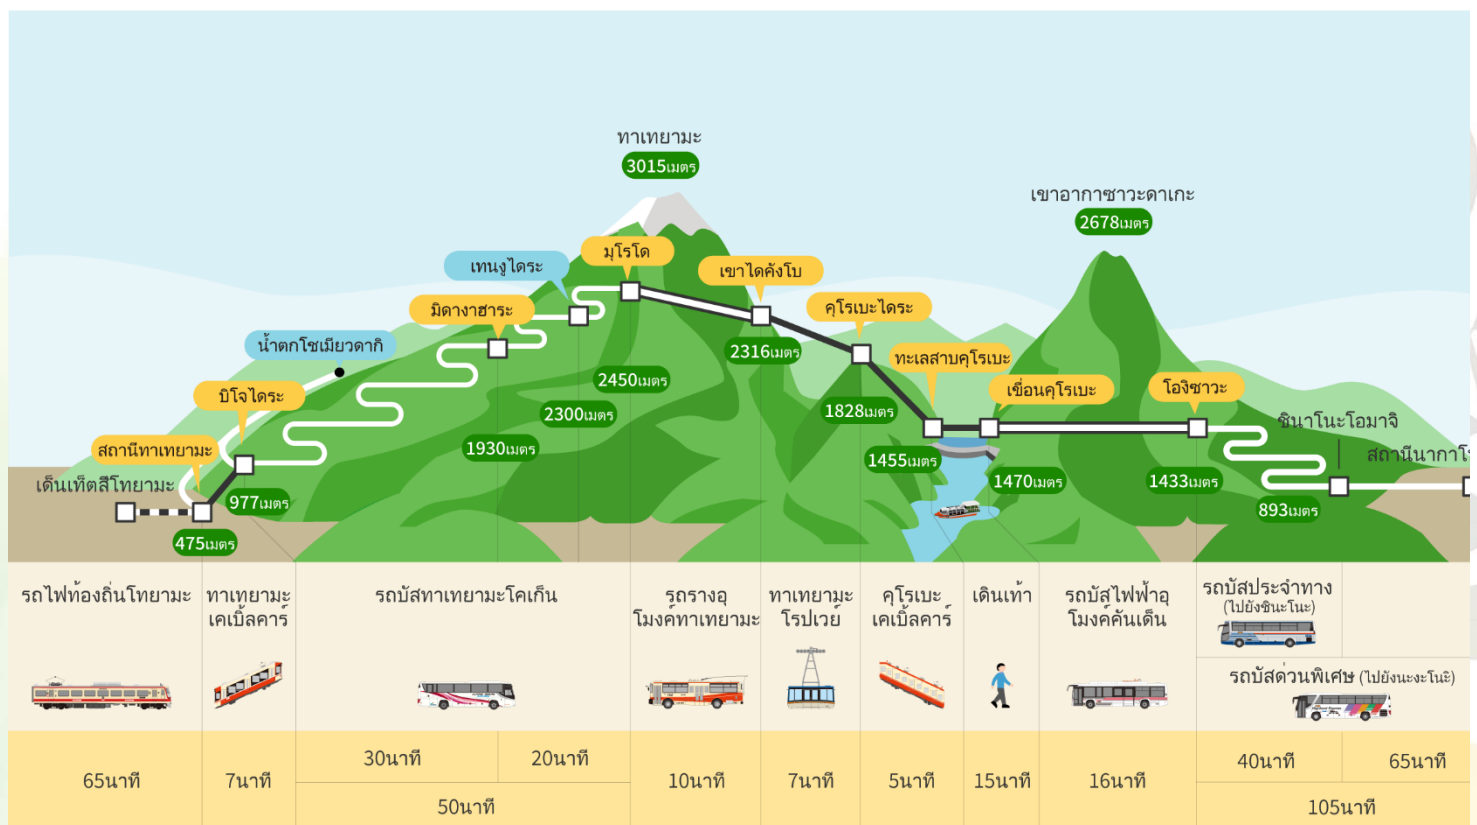 ทาเทยามะ
3015เมตร
เขาอากาซาวะดาเกะ
2678เมตร
มุโรโด
เทนงูไดระ
เขาไดคังโบ
มิดางาฮาระ
คุโรเบะไดระ
น้ำตกโชเมียวดากิ
2316เมตร
ทะเลสาบคุโรเบะ
2450เมตร
บิโจไดระ
เขื่อนคุโรเบะ
โองิซาวะ
2300เมตร
1828เมตร
ชินาโนะโอมาจิ
สถานีทาเทยามะ
1930เมตร
1455เมตร
สถานีนากาโ
เด็นเท็ตสึโทยามะ
977เมตร
1470เมตร
1433เมตร
893เมตร
475เมตร
รถไฟท้องถิ่นโทยามะ
ทาเทยามะ
เคเบิ้ลคาร์
รถบัสทาเทยามะโคเก็น
รถรางอุ
โมงค์ทาเทยามะ
ทาเทยามะ
โรปเวย์
คุโรเบะ
เคเบิ้ลคาร์
เดินเท้า
รถบัสไฟฟ้าอุ
โมงค์คันเด็น
รถบัสประจำทาง
(ไปยังชินะโนะ)
รถบัสด่วนพิเศษ (ไปยังนะงะโนะ)
65นาที
7นาที
30นาที
20นาที
50นาที
10นาที
7นาที
5นาที
15นาที
16นาที
40นาที
65นาที
105นาที